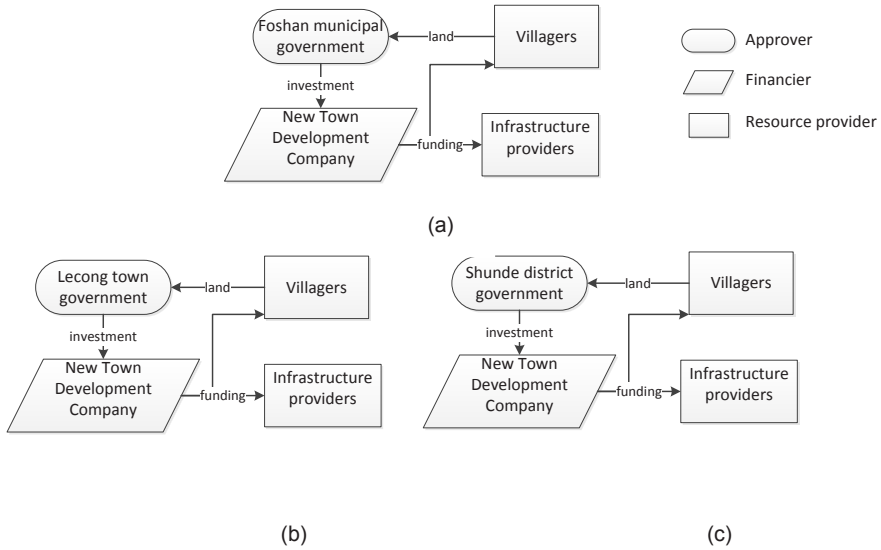 Foshan municipal
government
land
Villagers
investment
New Town
Development
Company
funding
Infrastructure
providers
Approver
Financier
Resource provider
(a)
Lecong town
government
land
Villagers
investment
New Town
Development
Company
funding
Infrastructure
providers
(b)
Shunde district
government
land
Villagers
investment
New Town
Development
Company
funding
Infrastructure
providers
(c)